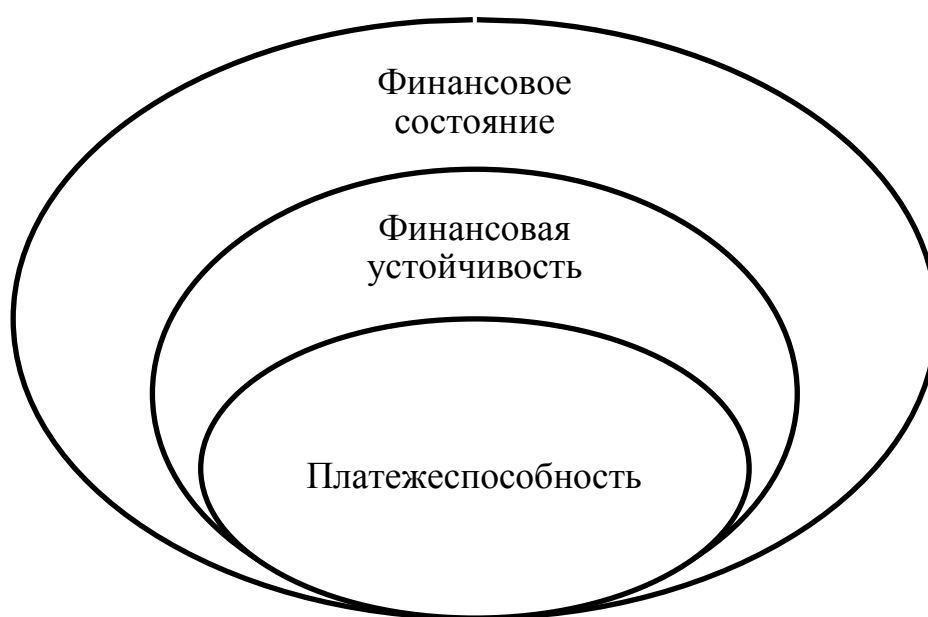 Финансовое
состояние
Финансовая
устойчивость
Платежеспособность